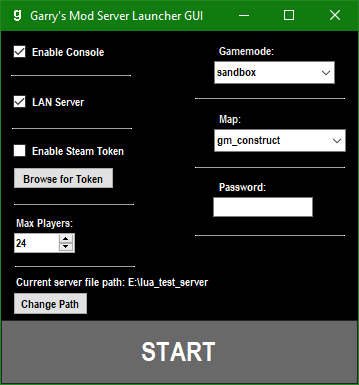 g Garry's Mod Server Launcher GUI
Enable Console
LAN Server
Enable Steam Token
Browse for Token
Max Players:
24
Gamemode:
sandbox
Map:
gm_construct
Password:
Current server file path: E:\lua_test_server
Change Path
START